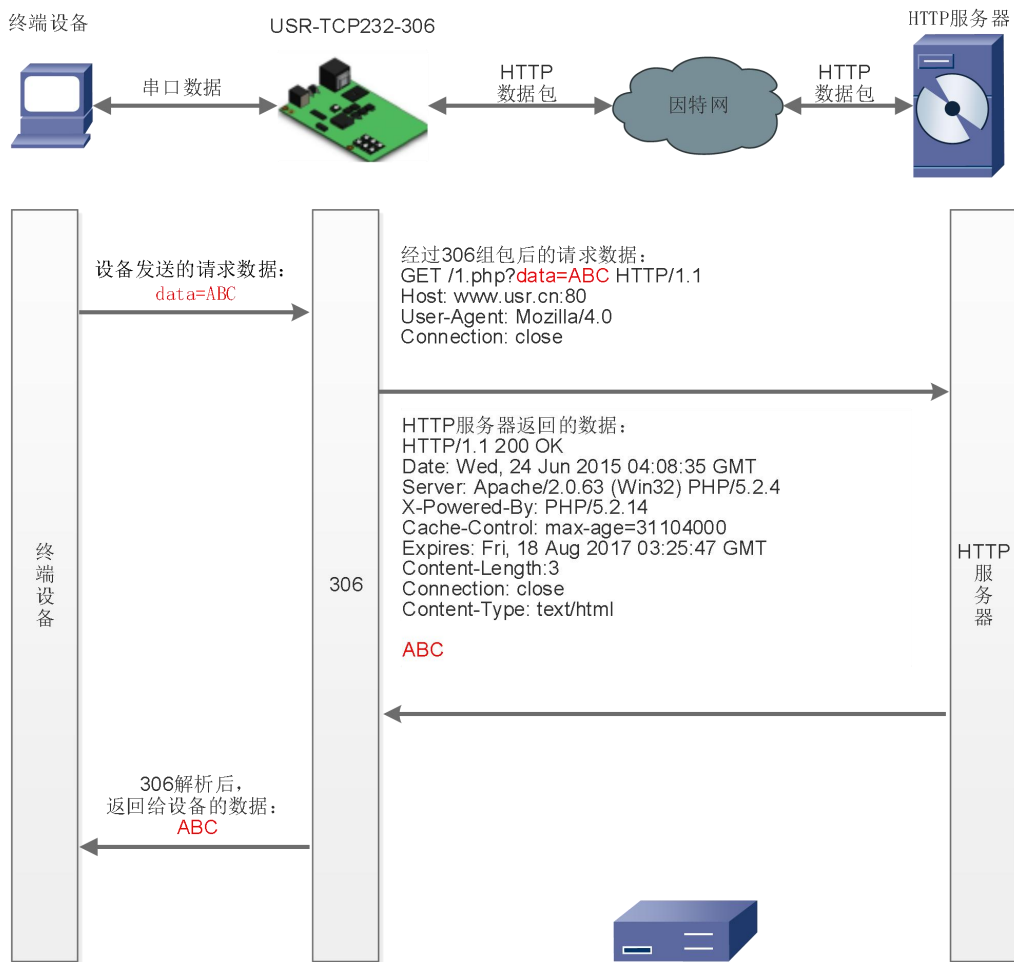 终端设备
USR-TCP232-306
HTTP服务器
串口数据
HTTP
数据包
因特网
HTTP
数据包
设备发送的请求数据：
data=ABC
经过306组包后的请求数据：
GET /1.php?data=ABC HTTP/1.1
Host: www.usr.cn:80
User-Agent: Mozilla/4.0
Connection: close
HTTP服务器返回的数据：
HTTP/1.1 200 OK
Date: Wed, 24 Jun 2015 04:08:35 GMT
Server: Apache/2.0.63 (Win32) PHP/5.2.4
X-Powered-By: PHP/5.2.14
Cache-Control: max-age=31104000
Expires: Fri, 18 Aug 2017 03:25:47 GMT
Content-Length:3
Connection: close
Content-Type: text/html
ABC
终
端
设
备
306
HTTP
服
务
器
306解析后，
返回给设备的数据：
ABC